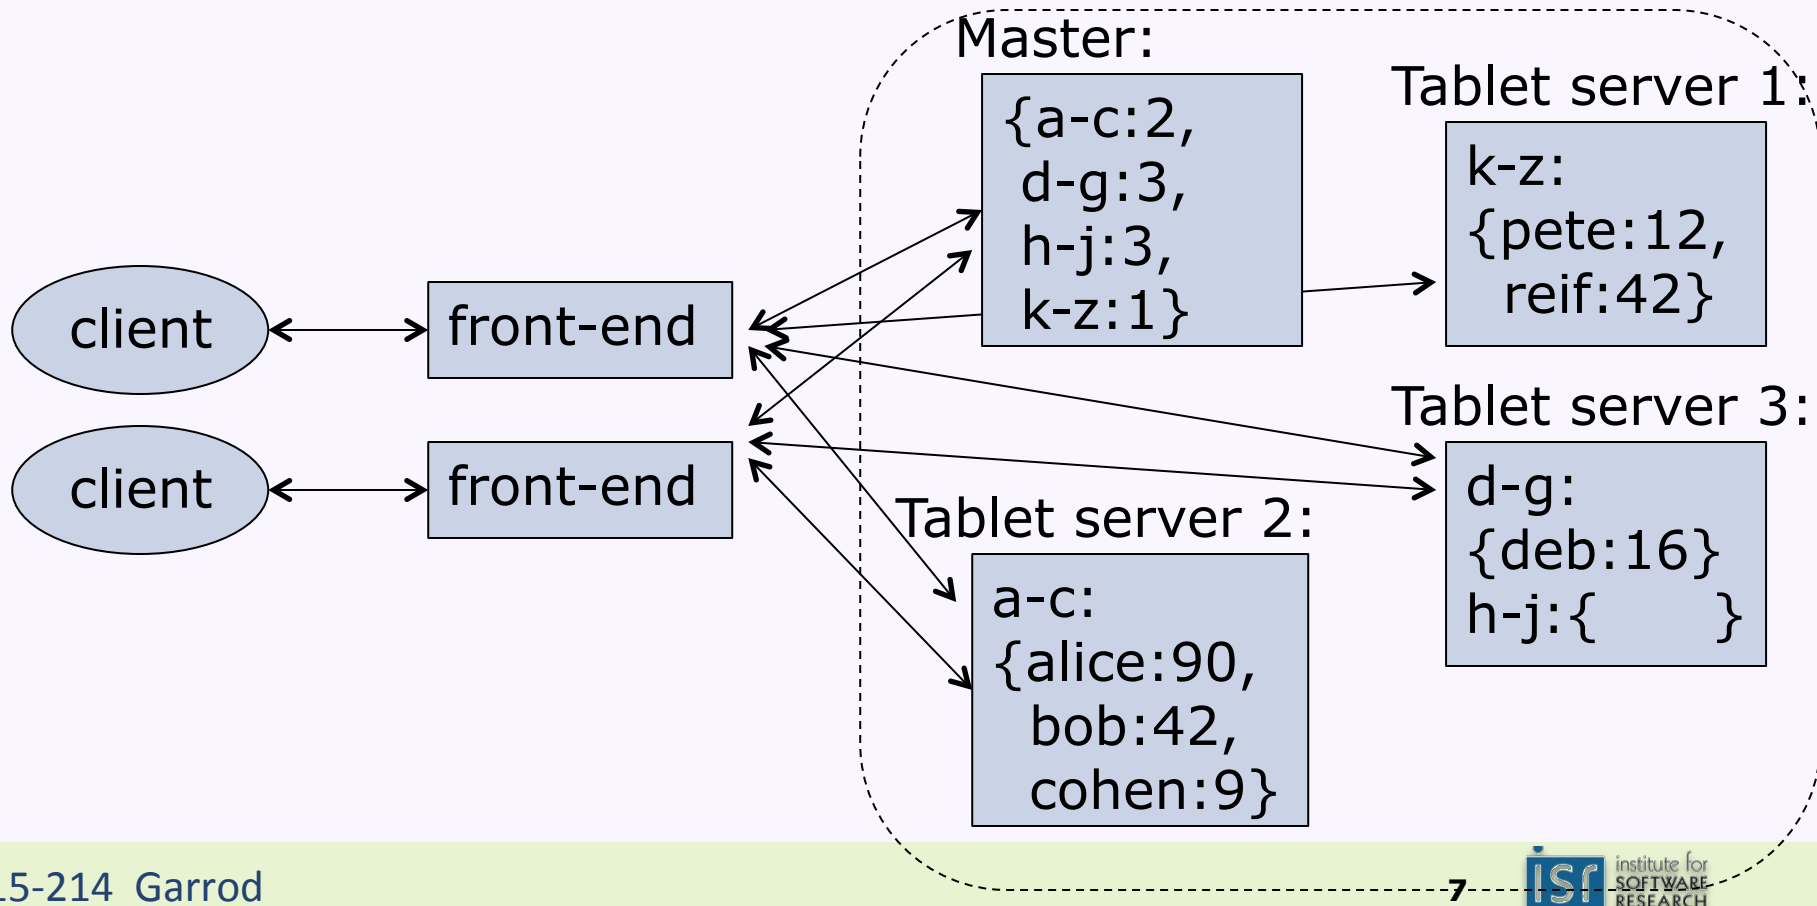 Master:
{a-c:2,
d-g:3,
h-j:3,
k-z:1}
Tablet server 1:
k-z:
{pete:12,
reif:42}
client
front-end
client
front-end
Tablet server 3:
d-g:
{deb:16}
h-j:{ }
Tablet server 2:
a-c:
{alice:90,
bob:42,
cohen:9}
15-214 Garrod
7
isr
institute for
SOFTWARE
RESEARCH